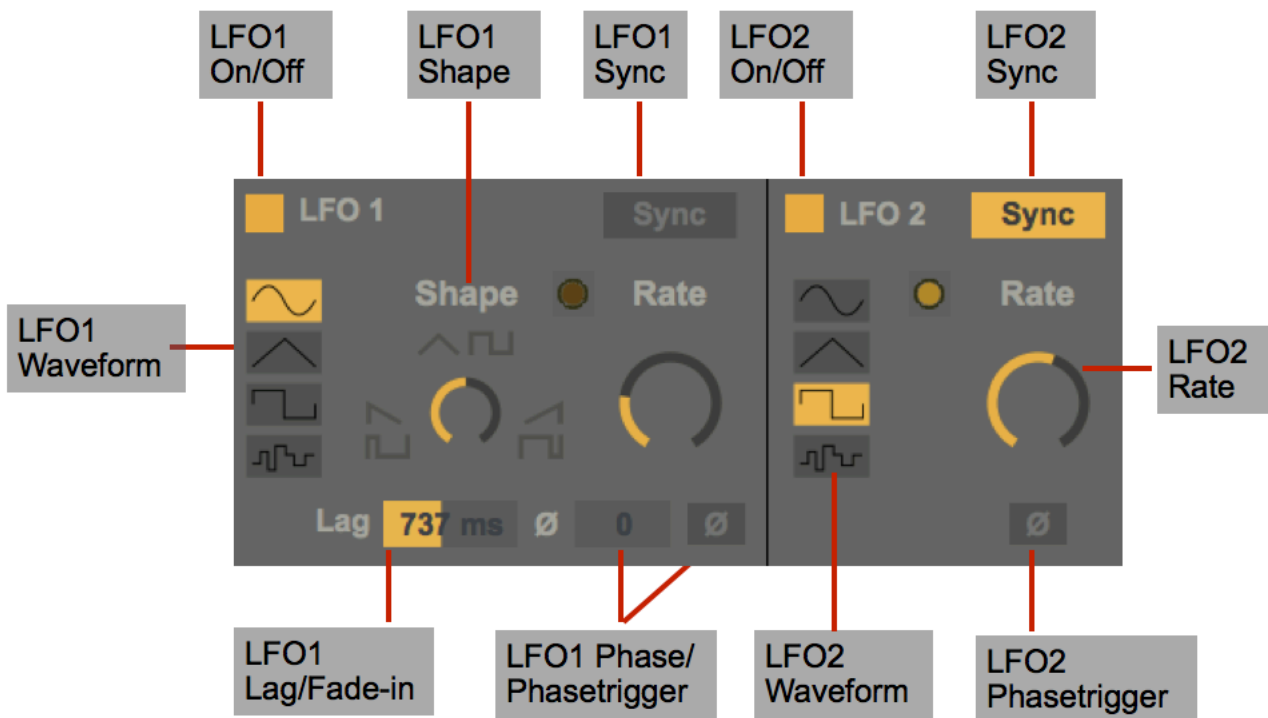 LFO1
On/Off
LFO1
Shape
LFO1
Sync
LFO2
On/Off
LFO2
Sync
LFO 1
Sync
LFO 2
Sync
Shape
Rate
Rate
LFO1
Waveform
LFO2
Rate
Lag
737 ms
Ø
0
Ø
Ø
LFO1
Lag/Fade-in
LFO1 Phase/
Phasetrigger
LFO2
Waveform
LFO2
Phasetrigger